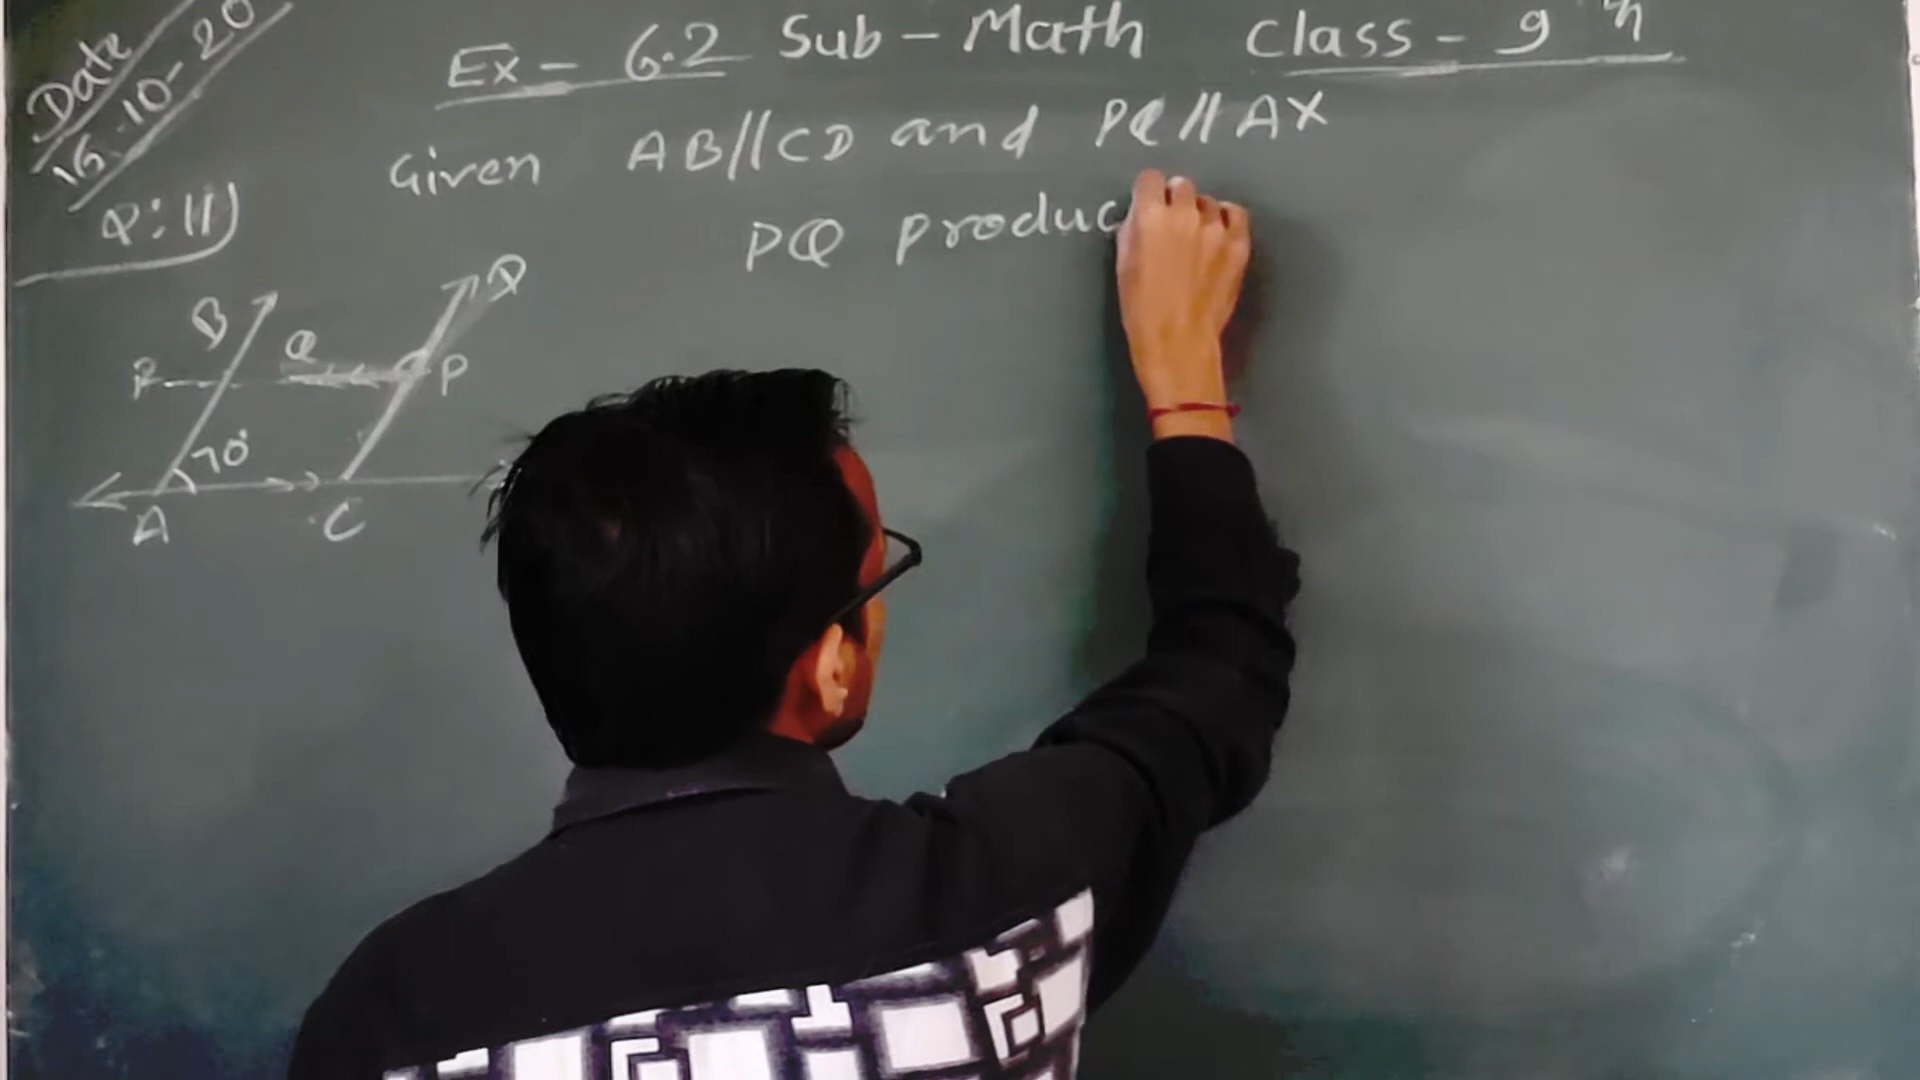 Date
16-10-20
Ex - 6.2 Sub - Math Class - 9th
Given AB//CD and PQ//AX
Q:11)
PQ produc
B
D
R
Q
P
70°
A
C